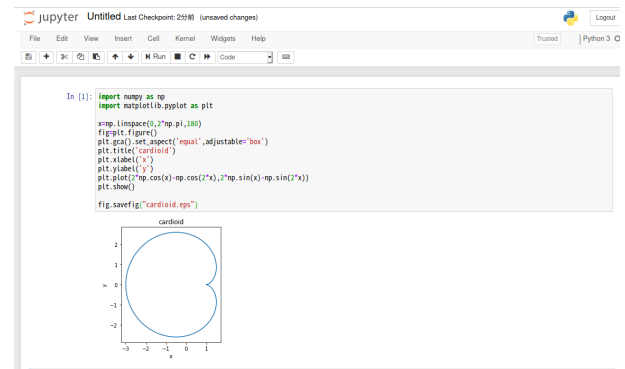 jupyter Untitled Last Checkpoint: 2分前 (unsaved changes)
Logout
File Edit View Insert Cell Kernel Widgets Help
Trusted
Python 3
Run
Code
In [1]:
import numpy as np
import matplotlib.pyplot as plt
x=np.linspace(0,2*np.pi,180)
fig=plt.figure()
plt.gca().set_aspect('equal',adjustable='box')
plt.title('cardioid')
plt.xlabel('x')
plt.ylabel('y')
plt.plot(2*np.cos(x)-np.cos(2*x),2*np.sin(x)-np.sin(2*x))
plt.show()
fig.savefig("cardioid.eps")
cardioid
2
1
y
0
−1
−2
−3 −2 −1 0 1
x